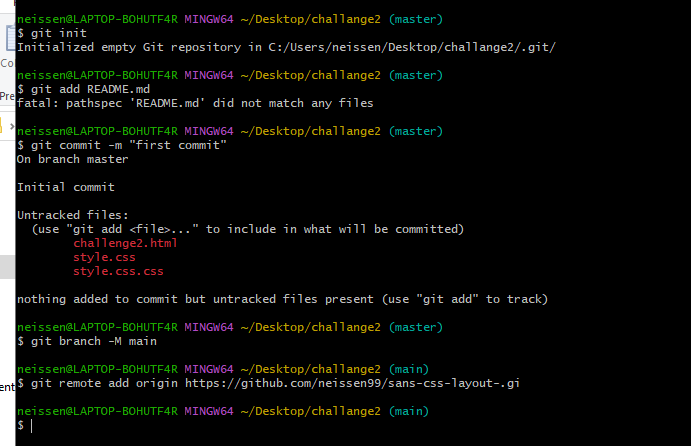 neissen@LAPTOP-BOHUTF4R MINGW64 ~/Desktop/challange2 (master)
$ git init
Initialized empty Git repository in C:/Users/neissen/Desktop/challange2/.git/
neissen@LAPTOP-BOHUTF4R MINGW64 ~/Desktop/challange2 (master)
$ git add README.md
fatal: pathspec 'README.md' did not match any files
neissen@LAPTOP-BOHUTF4R MINGW64 ~/Desktop/challange2 (master)
$ git commit -m "first commit"
On branch master
Initial commit
Untracked files:
(use "git add <file>..." to include in what will be committed)
challenge2.html
style.css
style.css.css
nothing added to commit but untracked files present (use "git add" to track)
neissen@LAPTOP-BOHUTF4R MINGW64 ~/Desktop/challange2 (master)
$ git branch -M main
neissen@LAPTOP-BOHUTF4R MINGW64 ~/Desktop/challange2 (main)
$ git remote add origin https://github.com/neissen99/sans-css-layout-.gi
neissen@LAPTOP-BOHUTF4R MINGW64 ~/Desktop/challange2 (main)
$